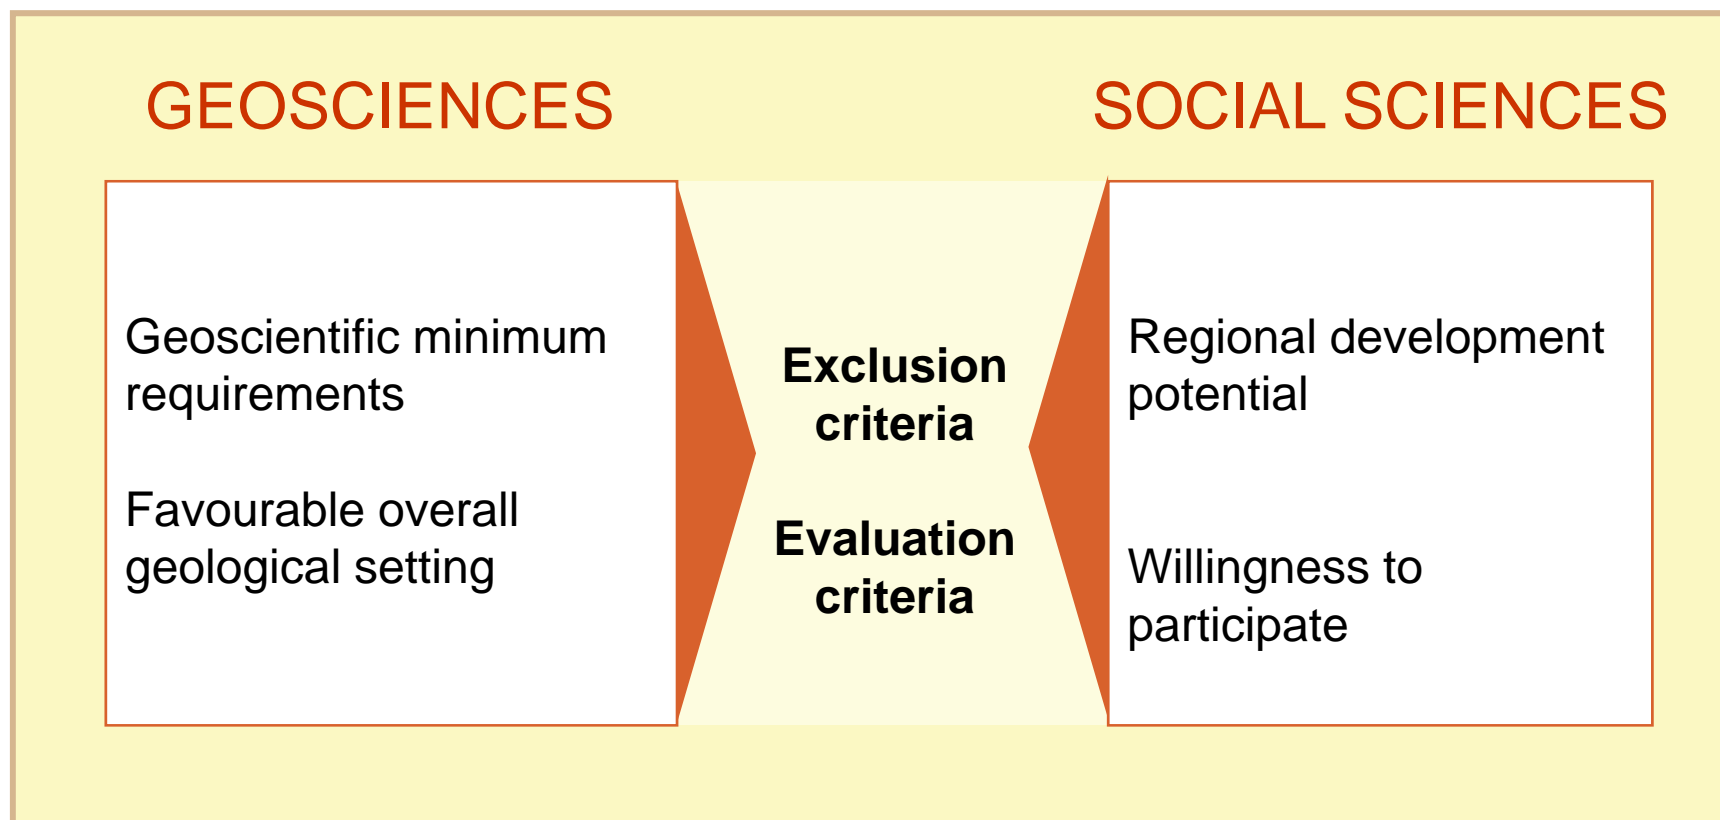 GEOSCIENCES
SOCIAL SCIENCES
Geoscientific minimum
requirements
Favourable overall
geological setting
Exclusion
criteria
Evaluation
criteria
Regional development
potential
Willingness to
participate